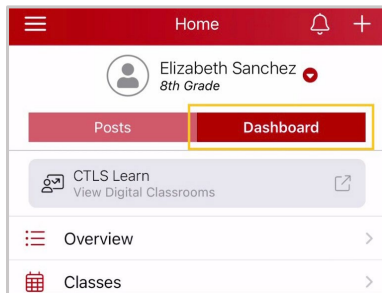 Home
Elizabeth Sanchez
8th Grade
Posts
Dashboard
CTLS Learn
View Digital Classrooms
Overview
Classes